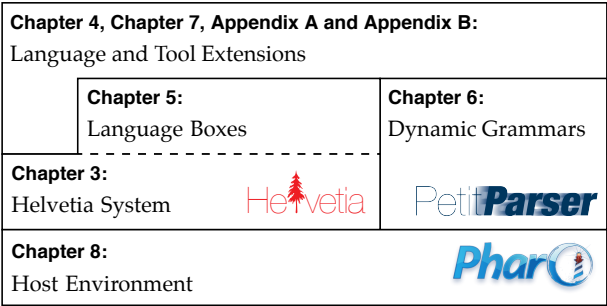 Chapter 4, Chapter 7, Appendix A and Appendix B:
Language and Tool Extensions
Chapter 5:
Language Boxes
Chapter 6:
Dynamic Grammars
Chapter 3:
Helvetia System
Helvetia
PetitParser
Chapter 8:
Host Environment
Pharo